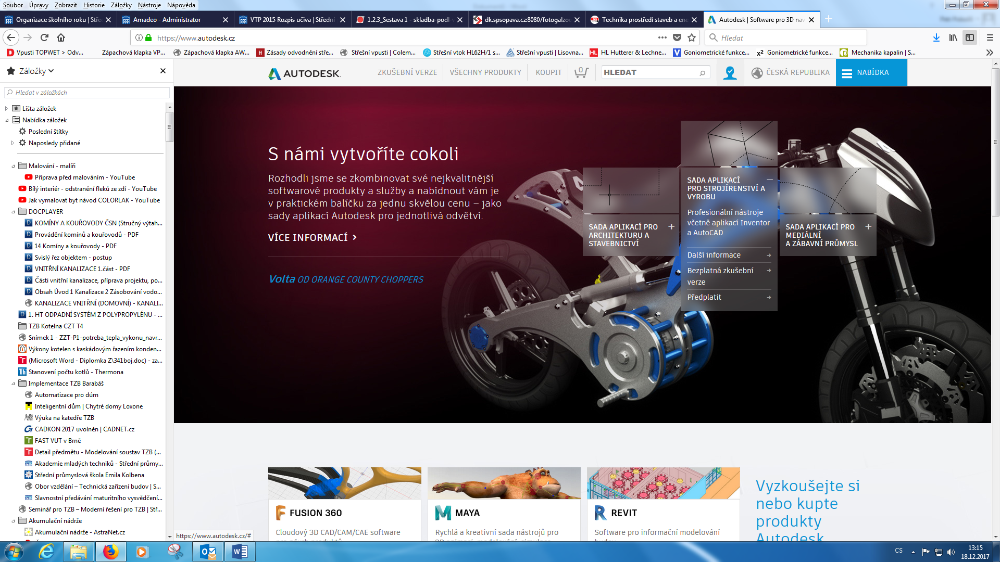 Soubor Úpravy Zobrazit Historie Záložky Nástroje Nápověda
Organizace školního roku | Stře
Amadeo - Administrator
VTP 2015 Rozpis učiva | Střední
1.2.3_Sestava 1 - skladba-podl-v
dk.spsopava.cz:8080/fotogalzoc
Technika prostředí staveb a ene
Autodesk | Software pro 3D nav
https://www.autodesk.cz
Hledat
Vpusti TOPWET > Odv...
Zápachová klapka VP...
Zápachová klapka AW...
Zásady odvodnění stře...
Střešní vpusti | Colem...
Střešní vtok HL62H/1 s...
Střešní vpusti | Lisovna...
HL Hutterer & Lechne...
Goniometrické funkce...
Goniometrické funkce...
Mechanika kapalin | S...
Záložky
Hledat v záložkách
Lišta záložek
Nabídka záložek
Poslední štítky
Naposledy přidané
Malování - malíři
Příprava před malováním - YouTube
Bílý interiér - odstranění fleků ze zdí - YouTube
Jak vymalovat byt návod COLORLAK - YouTube
DOCPLAYER
KOMÍNY A KOUŘOVODY ČSN (Stručný výtah...
Provádění komínů a kouřovodů - PDF
14 Komíny a kouřovody - PDF
Svislý řez objektem - postup
VNITŘNÍ KANALIZACE 1.část - PDF
Části vnitřní kanalizace, příprava projektu, po...
Obsah Úvod 1 Kanalizace 2 Zásobování vodo...
KANALIZACE VNITŘNÍ (DOMOVNÍ) - KANALI...
1. HT ODPADNÍ SYSTÉM Z POLYPROPYLÉNU - ...
TZB Kotelna CZT T4
Snímek 1 - ZZT-P1-potreba_tepla_vykonu_navr...
Výkony kotelen s kaskádovým řazením konden...
(Microsoft Word - Diplomka Z\341boj.doc) - za...
Stanovení počtu kotlů - Thermona
Implementace TZB Barabáš
Automatizace pro dům
Inteligentní dům | Chytré domy Loxone
Výuka na katedře TZB
CADKON 2017 uvolněn | CADNET.cz
FAST VUT v Brně
Detail předmětu - Modelování soustav TZB (...
Akademie mladých techniků - Střední průmy...
Střední průmyslová škola Emila Kolbena
Obor vzdělání – Technická zařízení budov | S...
Slavnostní předávání maturitního vysvědčení...
Seminář pro TZB – Moderní řešení pro TZB | Stř...
Akumulační nádrže
Akumulační nádrže - AstraNet.cz
AUTODESK.
ZKUŠEBNÍ VERZE
VŠECHNY PRODUKTY
KOUPIT
0
HLEDAT
ČESKÁ REPUBLIKA
NABÍDKA
S námi vytvoříte cokoli
Rozhodli jsme se zkombinovat své nejkvalitnější
softwarové produkty a služby a nabídnout vám je
v praktickém balíčku za jednu skvělou cenu – jako
sady aplikací Autodesk pro jednotlivá odvětví.
VÍCE INFORMACÍ
Volta OD ORANGE COUNTY CHOPPERS
SADA APLIKACÍ PRO
ARCHITEKTURU A
STAVEBNICTVÍ
SADA APLIKACÍ
PRO STROJÍRENSTVÍ A
VYROBU
Profesionální nástroje
včetně aplikací Inventor
a AutoCAD
Další informace
Bezplatná zkušební
verze
Předplatit
SADA APLIKACÍ PRO
MEDIÁLNÍ
A ZÁBAVNÍ PRŮMYSL
FUSION 360
Cloudový 3D CAD/CAM/CAE software
MAYA
Rychlá a kreativní sada nástrojů pro
REVIT
Software pro informační modelování
Vyzkoušejte si
nebo kupte
produkty
Autodesk
https://www.autodesk.cz/#
CS
13:15
18.12.2017